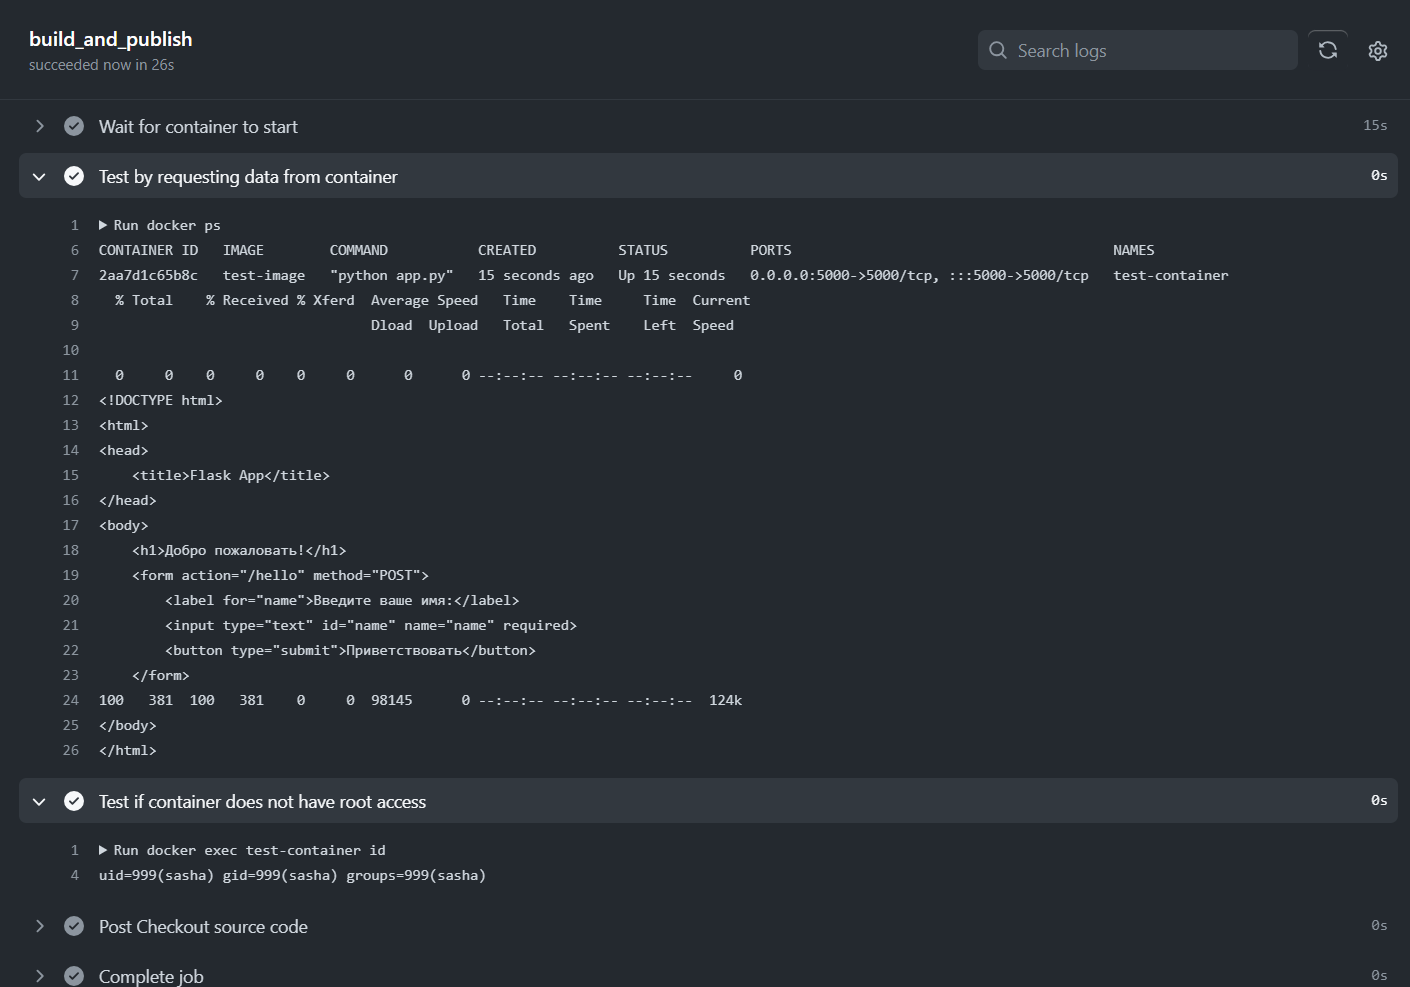 build_and_publish
succeeded now in 26s
Search logs
Wait for container to start 15s
Test by requesting data from container 0s
1 Run docker ps
6 CONTAINER ID   IMAGE        COMMAND           CREATED          STATUS          PORTS                                       NAMES
7 2aa7d1c65b8c   test-image   "python app.py"   15 seconds ago   Up 15 seconds   0.0.0.0:5000->5000/tcp, :::5000->5000/tcp   test-container
8   % Total    % Received % Xferd  Average Speed   Time    Time     Time  Current
9                                  Dload  Upload   Total   Spent    Left  Speed
10
11   0     0    0     0    0     0      0      0 --:--:-- --:--:-- --:--:--     0
12 <!DOCTYPE html>
13 <html>
14 <head>
15     <title>Flask App</title>
16 </head>
17 <body>
18     <h1>Добро пожаловать!</h1>
19     <form action="/hello" method="POST">
20         <label for="name">Введите ваше имя:</label>
21         <input type="text" id="name" name="name" required>
22         <button type="submit">Приветствовать</button>
23     </form>
24 100   381  100   381    0     0  98145      0 --:--:-- --:--:-- --:--:--  124k
25 </body>
26 </html>
Test if container does not have root access 0s
1 Run docker exec test-container id
4 uid=999(sasha) gid=999(sasha) groups=999(sasha)
Post Checkout source code 0s
Complete job 0s